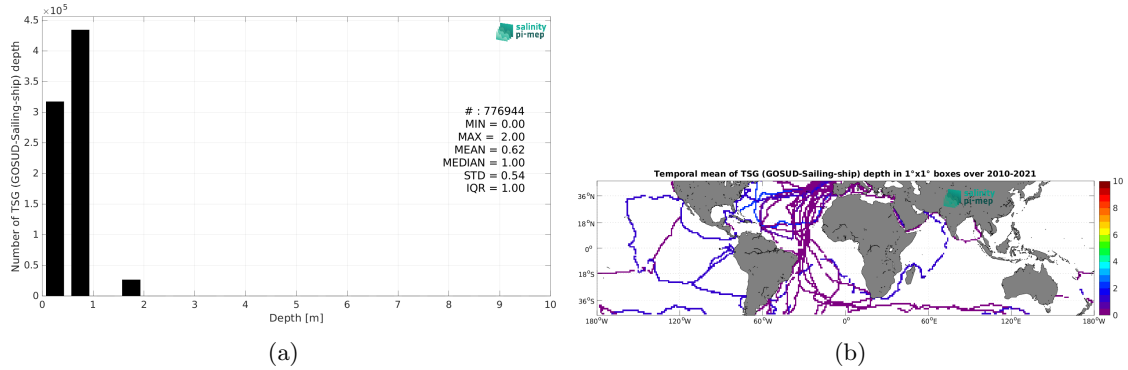 ×10⁵
4.5
4
3.5
3
2.5
2
1.5
1
0.5
0
Number of TSG (GOSUD-Sailing-ship) depth
0 1 2 3 4 5 6 7 8 9 10
Depth [m]
salinity
pi-mep
# : 776944
MIN = 0.00
MAX = 2.00
MEAN = 0.62
MEDIAN = 1.00
STD = 0.54
IQR = 1.00
(a)
Temporal mean of TSG (GOSUD-Sailing-ship) depth in 1°x1° boxes over 2010-2021
salinity
pi-mep
36°N
18°N
0°
18°S
36°S
180°W 120°W 60°W 0° 60°E 120°E 180°W
10
8
6
4
2
0
(b)